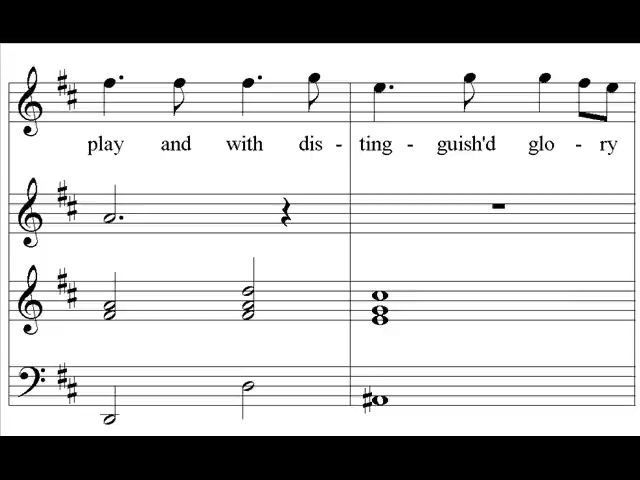 play and with dis - ting - guish'd glo - ry